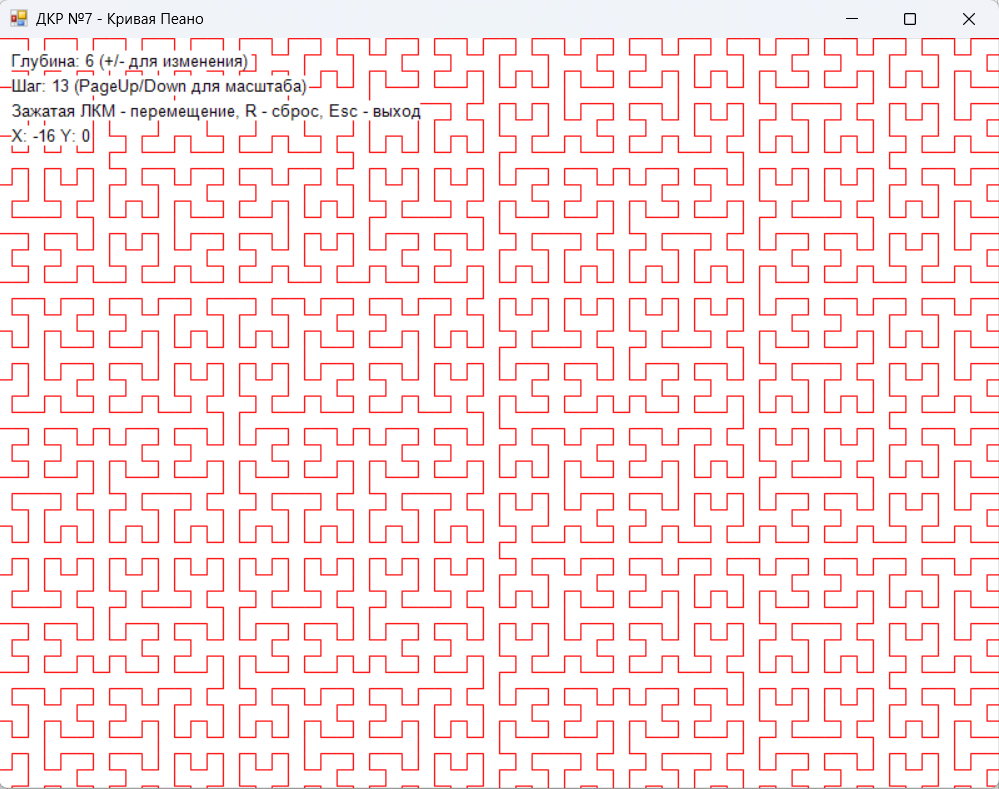 ДКР №7 - Кривая Пеано
Глубина: 6 (+/- для изменения)
Шаг: 13 (PageUp/Down для масштаба)
Зажатая ЛКМ - перемещение, R - сброс, Esc - выход
X: -16 Y: 0